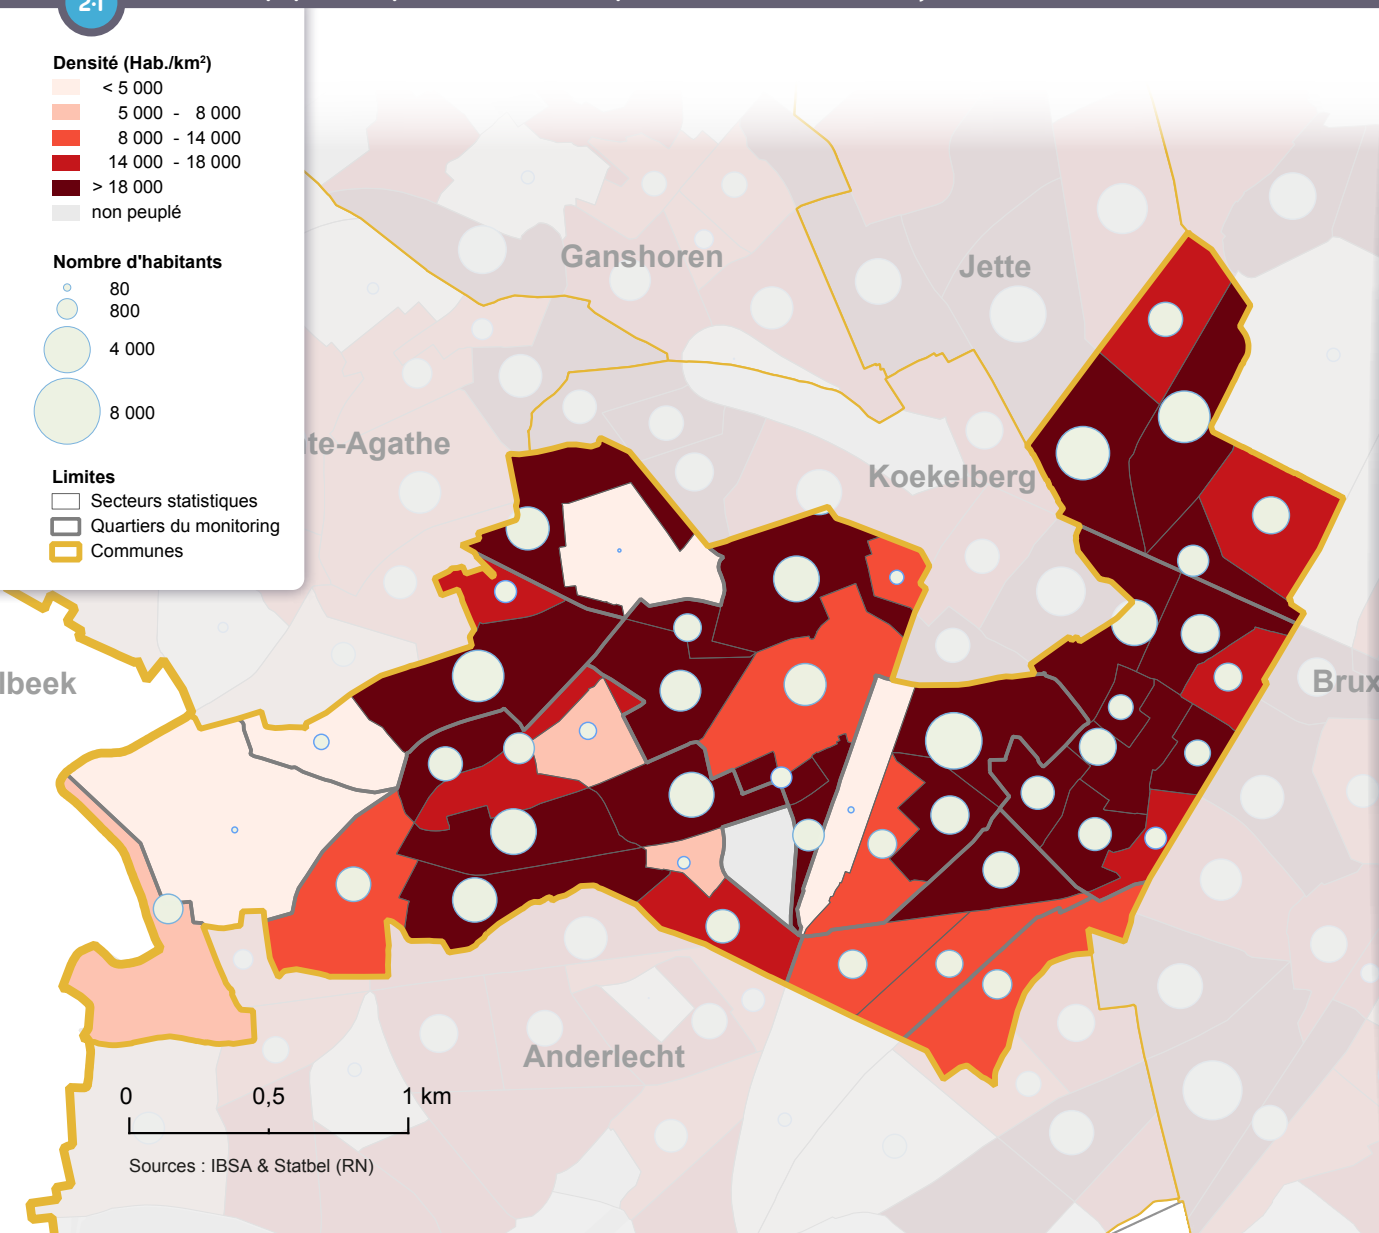 2.1
Densité (Hab./km²)
< 5 000
5 000 - 8 000
8 000 - 14 000
14 000 - 18 000
> 18 000
non peuplé
Nombre d'habitants
80
800
4 000
8 000
Limites
Secteurs statistiques
Quartiers du monitoring
Communes
Ganshoren
Jette
te-Agathe
Koekelberg
lbeek
Brux
Anderlecht
0 0,5 1 km
Sources : IBSA & Statbel (RN)